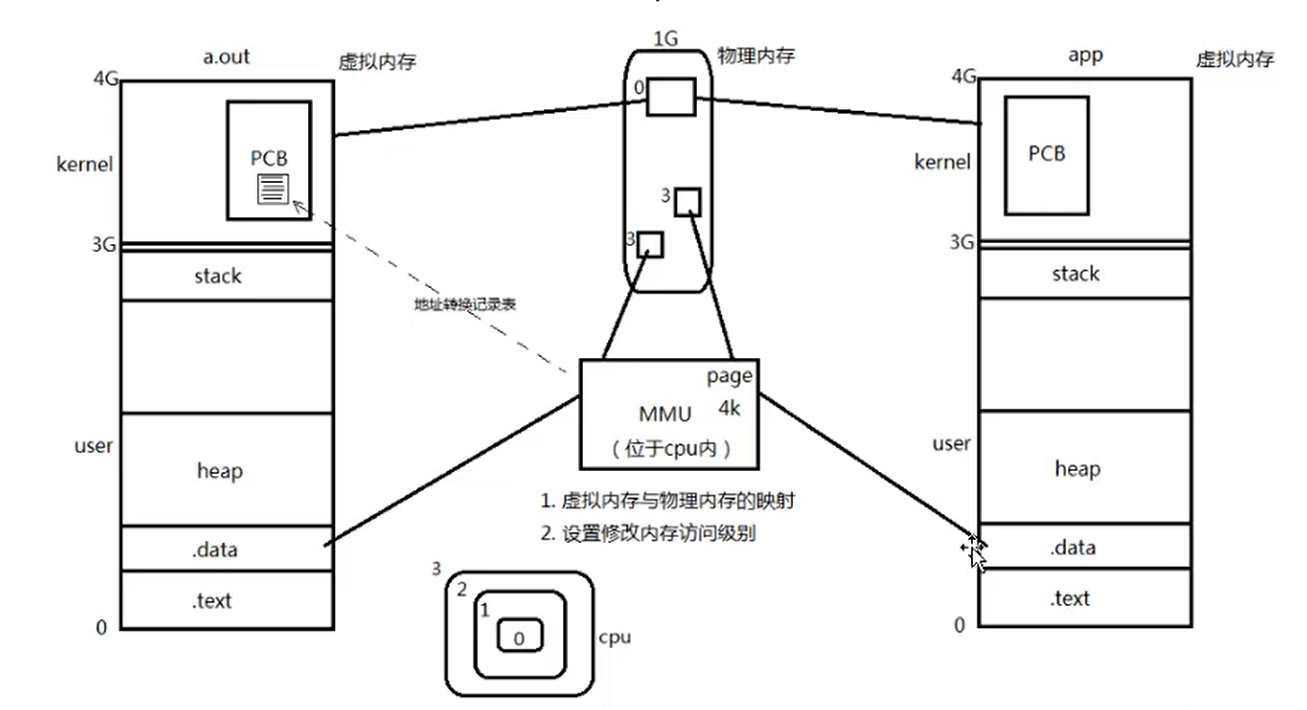 a.out
虚拟内存
4G
kernel
PCB
3G
stack
user
heap
.data
.text
0
1G
物理内存
0
3
3
地址转换记录表
page
4k
MMU
（位于cpu内）
1. 虚拟内存与物理内存的映射
2. 设置修改内存访问级别
3
2
1
0
cpu
app
虚拟内存
4G
kernel
PCB
3G
stack
user
heap
.data
.text
0